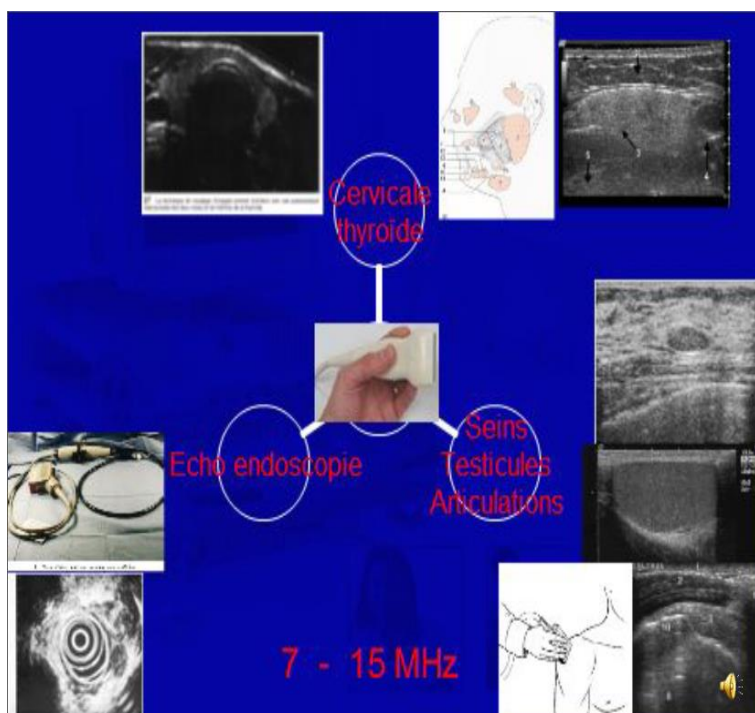 Cervicale
thyroïde
Echo endoscopie
Seins
Testicules
Articulations
7 - 15 MHz